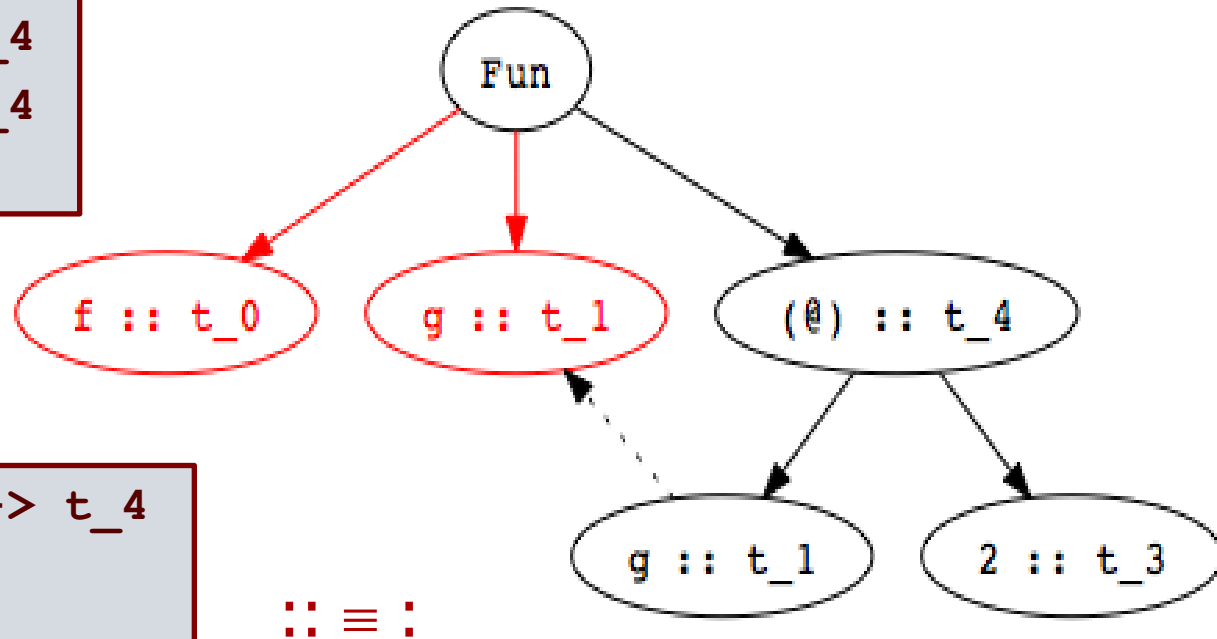 _4
_4
Fun
f :: t_0
g :: t_1
(@) :: t_4
-> t_4
g :: t_1
2 :: t_3
:: ≡ :